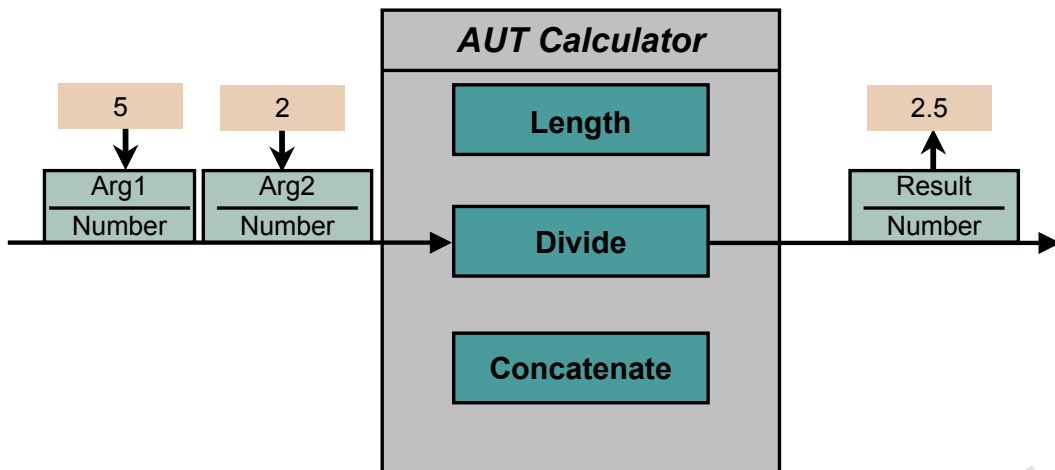 AUT Calculator
5
2
2.5
Length
Arg1
Number
Arg2
Number
Result
Number
Divide
Concatenate